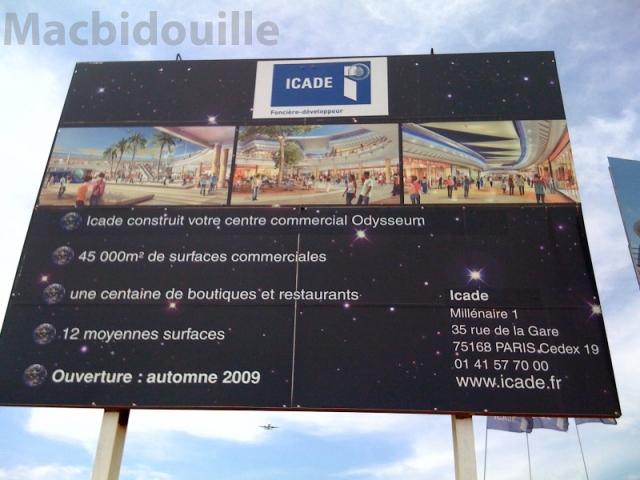 Macbidouille
ICADE
Foncière-développeur
Icade construit votre centre commercial Odysseum
45 000m² de surfaces commerciales
une centaine de boutiques et restaurants
12 moyennes surfaces
Ouverture : automne 2009
Icade
Millénaire 1
35 rue de la Gare
75168 PARIS Cedex 19
01 41 57 70 00
www.icade.fr
ICADE